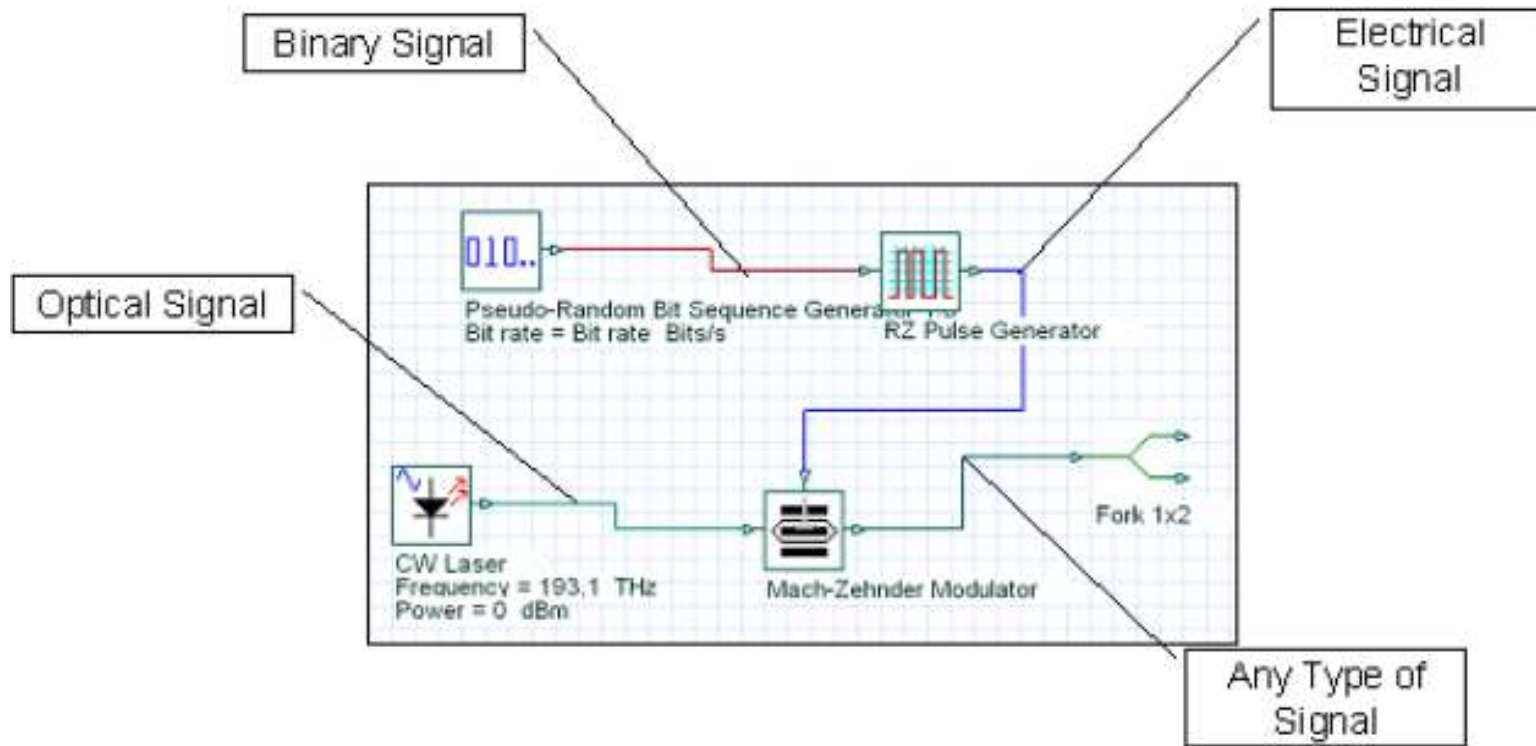 Binary Signal
Electrical
Signal
010..
Optical Signal
Pseudo-Random Bit Sequence Generator
Bit rate = Bit rate Bits/s
RZ Pulse Generator
CW Laser
Frequency = 193.1 THz
Power = 0 dBm
Mach-Zehnder Modulator
Fork 1x2
Any Type of
Signal